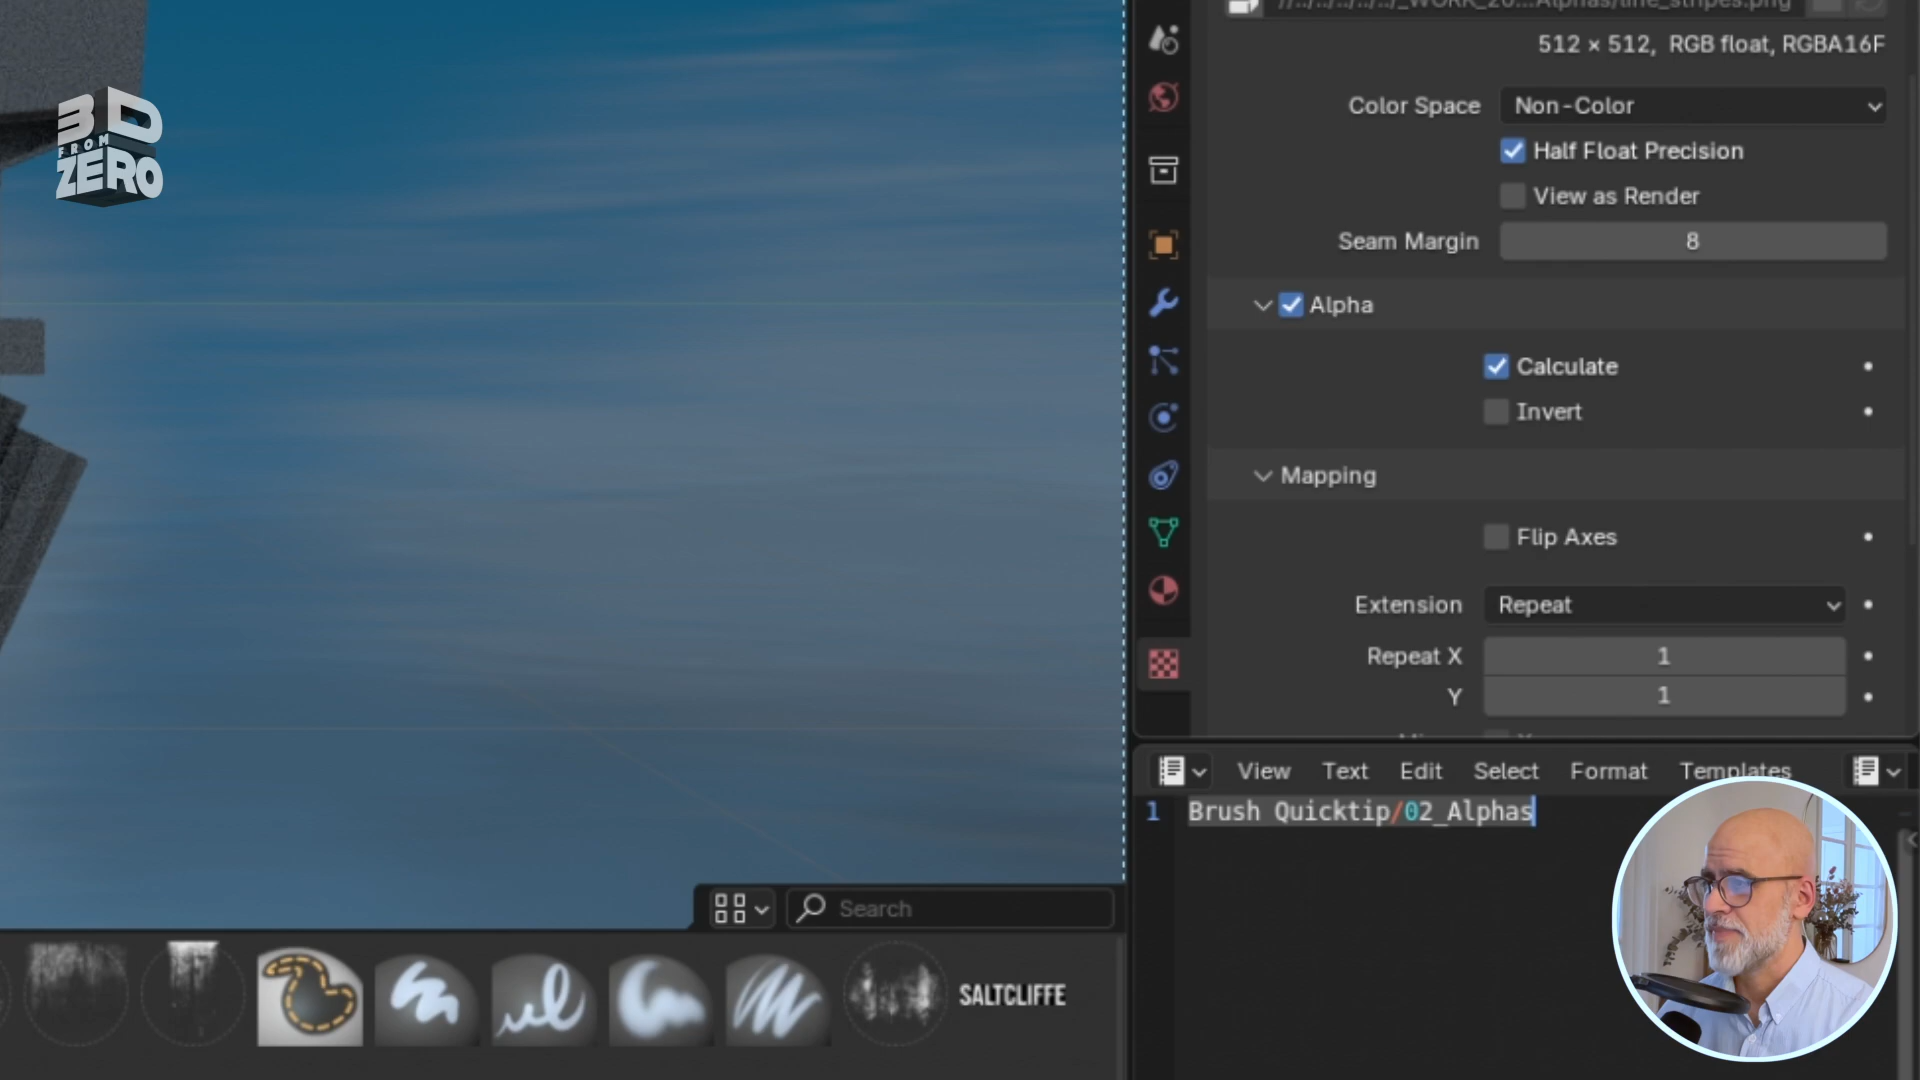 512 × 512, RGB float, RGBA16F
Color Space Non-Color
Half Float Precision
View as Render
Seam Margin 8
Alpha
Calculate
Invert
Mapping
Flip Axes
Extension Repeat
Repeat X 1
Y 1
View Text Edit Select Format Templates
1 Brush Quicktip/02_Alphas
Search
SALTCLIFFE
3D
FROM
ZERO